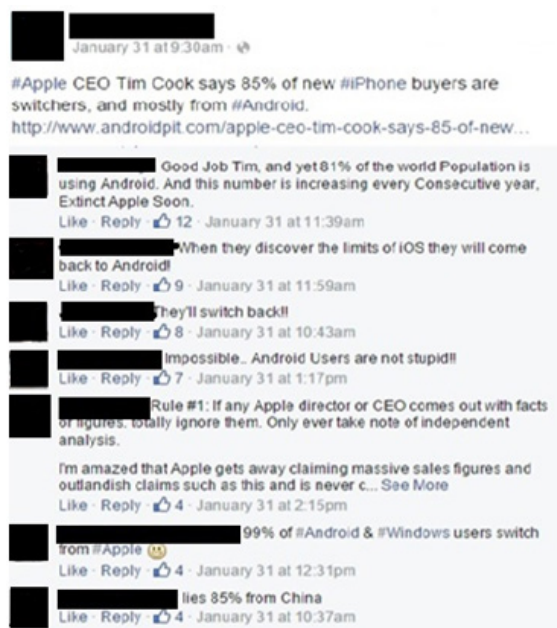 January 31 at 9:30am ·
#Apple CEO Tim Cook says 85% of new #iPhone buyers are
switchers, and mostly from #Android.
http://www.androidpit.com/apple-ceo-tim-cook-says-85-of-new...
Good Job Tim, and yet 81% of the world Population is
using Android. And this number is increasing every Consecutive year,
Extinct Apple Soon.
Like · Reply · 12 · January 31 at 11:39am
When they discover the limits of iOS they will come
back to Android!
Like · Reply · 9 · January 31 at 11:59am
They'll switch back!!
Like · Reply · 8 · January 31 at 10:43am
Impossible.. Android Users are not stupid!!
Like · Reply · 7 · January 31 at 1:17pm
Rule #1: If any Apple director or CEO comes out with facts
or figures. totally ignore them. Only ever take note of independent
analysis.
I'm amazed that Apple gets away claiming massive sales figures and
outlandish claims such as this and is never c... See More
Like · Reply · 4 · January 31 at 2:15pm
99% of #Android & #Windows users switch
from #Apple
Like · Reply · 4 · January 31 at 12:31pm
lies 85% from China
Like · Reply · 4 · January 31 at 10:37am